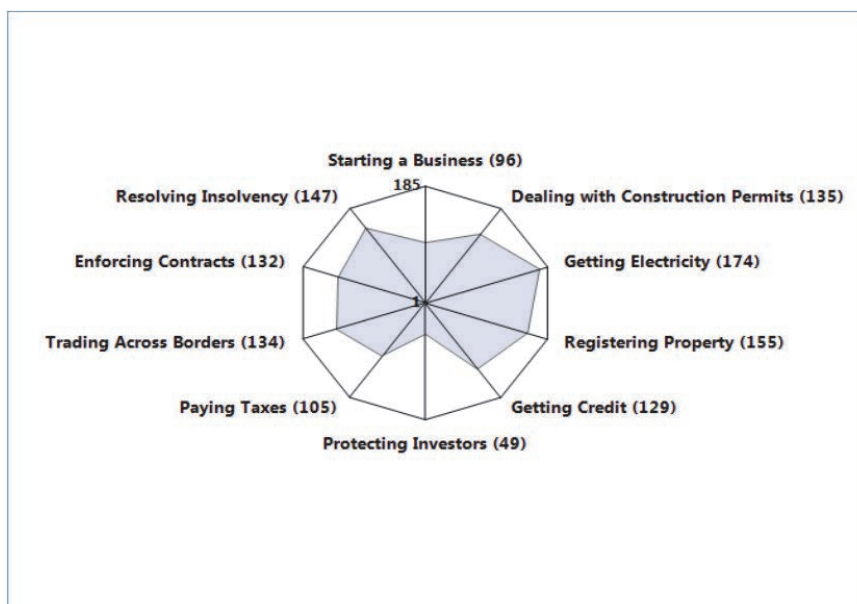 Starting a Business (96)
185
Resolving Insolvency (147)
Dealing with Construction Permits (135)
Enforcing Contracts (132)
Getting Electricity (174)
1
Trading Across Borders (134)
Registering Property (155)
Paying Taxes (105)
Getting Credit (129)
Protecting Investors (49)